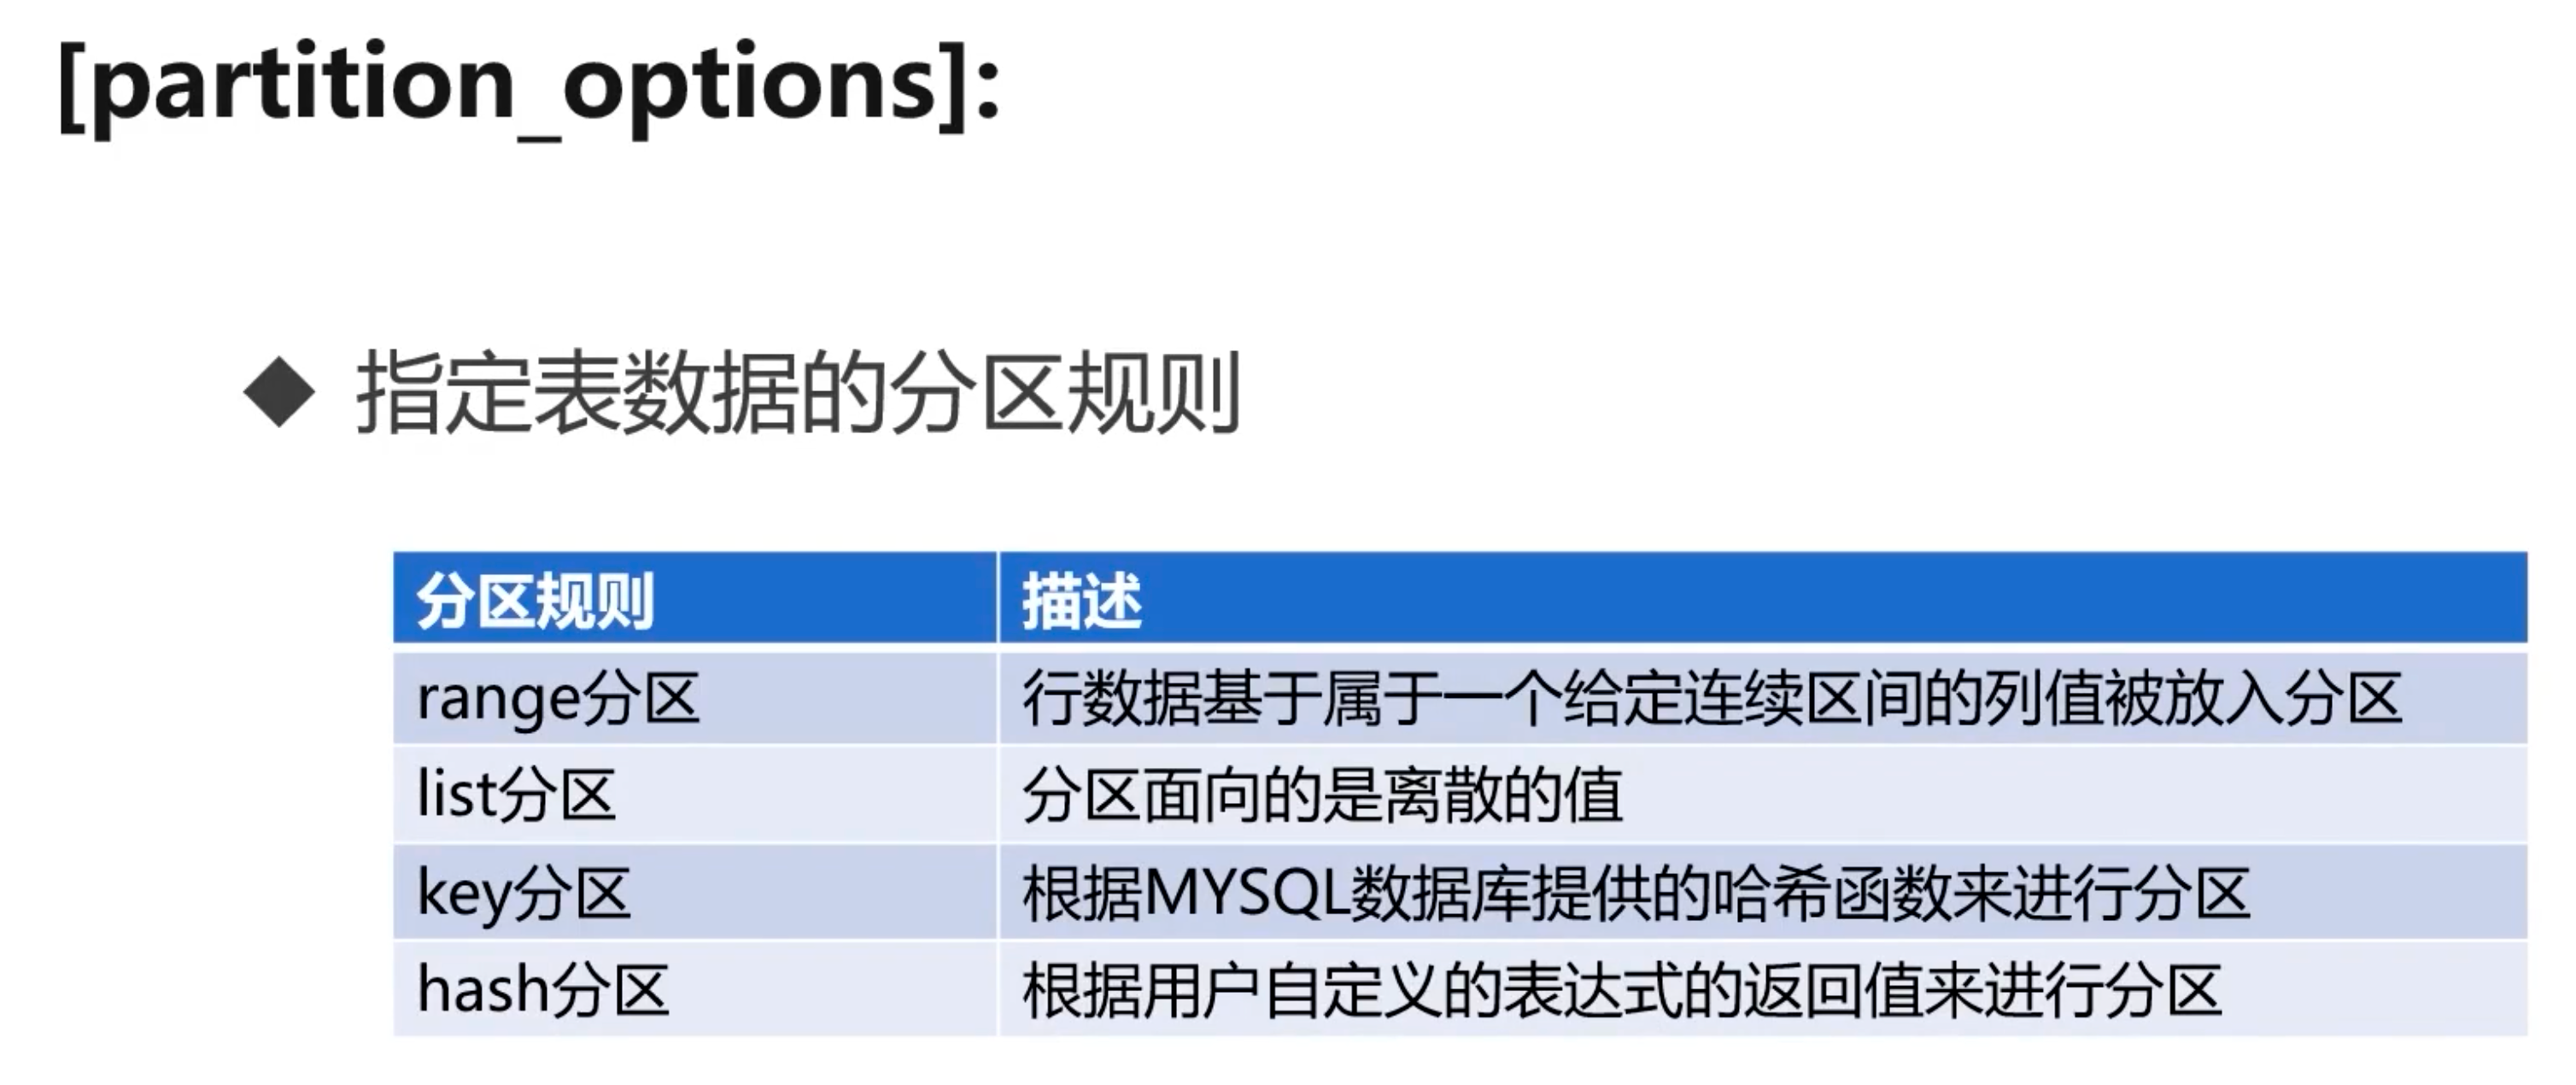 [partition_options]:
◆ 指定表数据的分区规则
分区规则 描述
range分区 行数据基于属于一个给定连续区间的列值被放入分区
list分区 分区面向的是离散的值
key分区 根据MYSQL数据库提供的哈希函数来进行分区
hash分区 根据用户自定义的表达式的返回值来进行分区